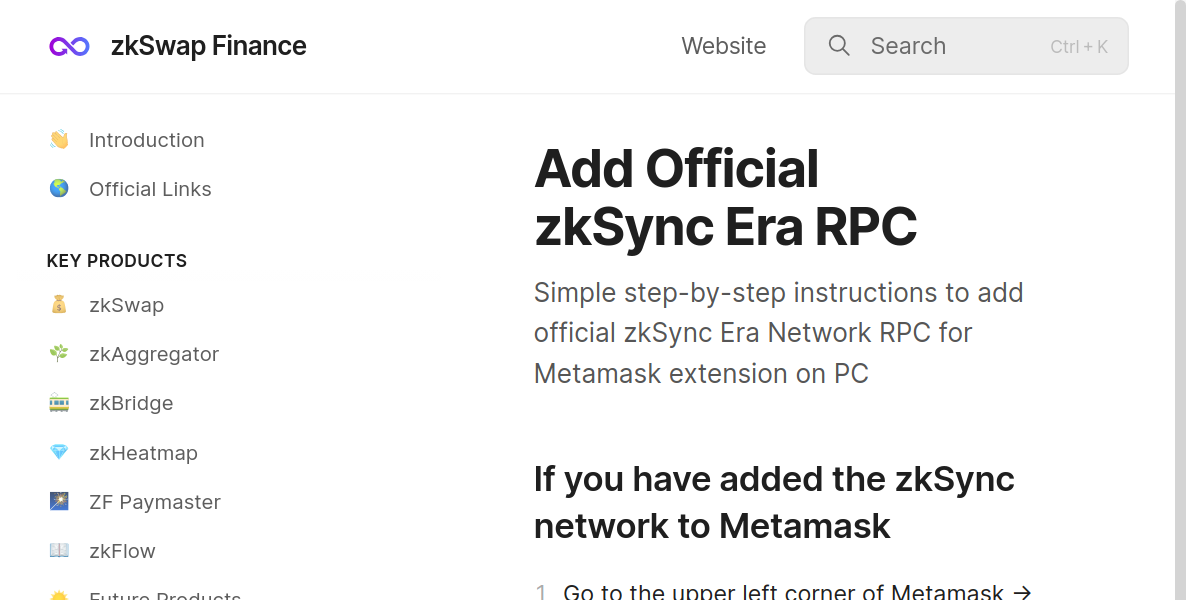 zkSwap Finance
Website
Search
Ctrl + K
Introduction
Official Links
KEY PRODUCTS
zkSwap
zkAggregator
zkBridge
zkHeatmap
ZF Paymaster
zkFlow
Future Products
Add Official
zkSync Era RPC
Simple step-by-step instructions to add
official zkSync Era Network RPC for
Metamask extension on PC
If you have added the zkSync
network to Metamask
1 Go to the upper left corner of Metamask →